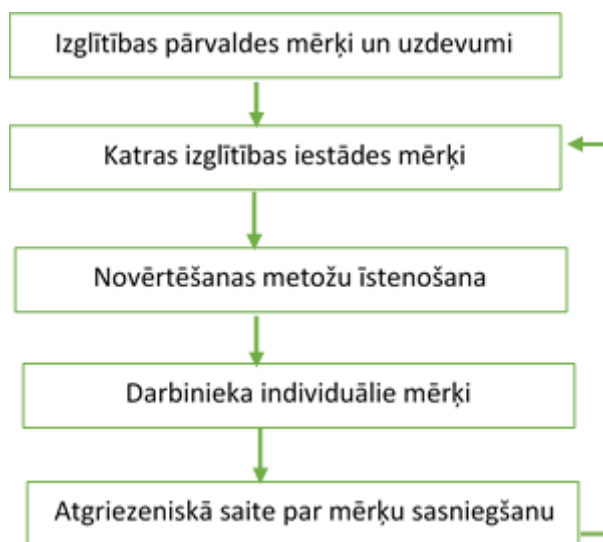 Izglītības pārvaldes mērķi un uzdevumi
Katras izglītības iestādes mērķi
Novērtēšanas metožu īstenošana
Darbinieka individuālie mērķi
Atgriezeniskā saite par mērķu sasniegšanu